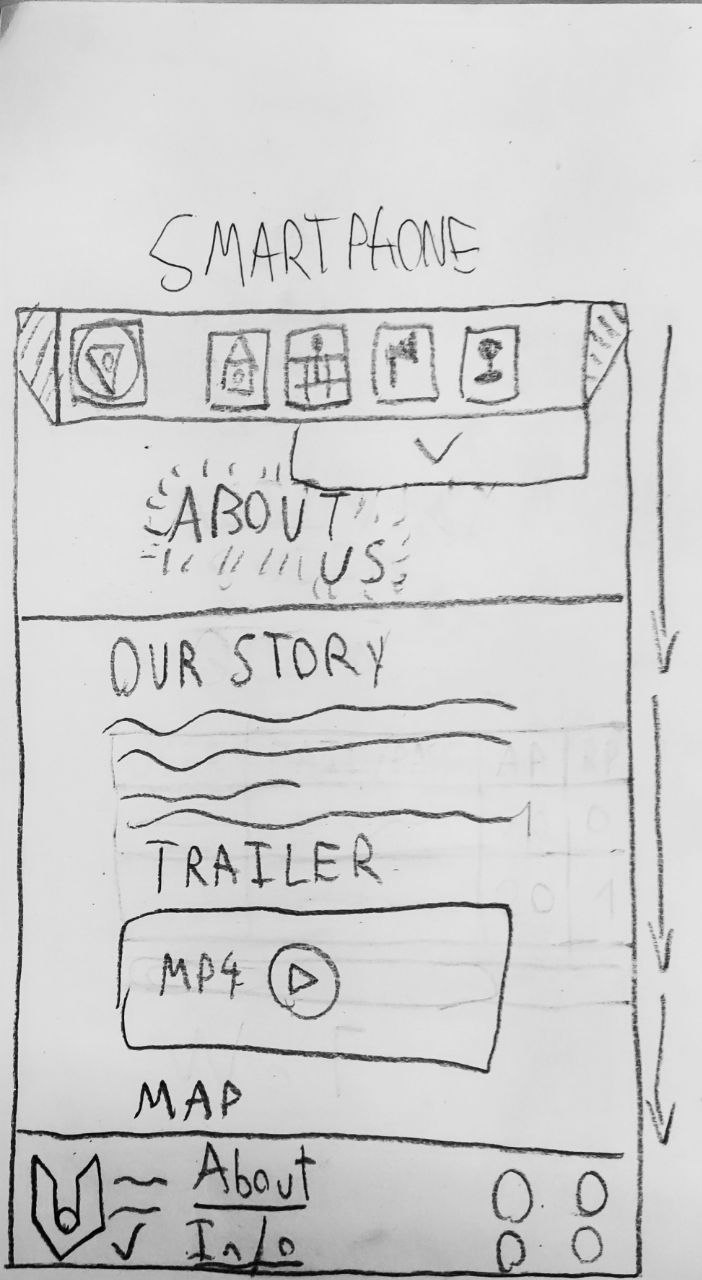 SMARTPHONE
ABOUT
US
OUR STORY
TRAILER
MP4
MAP
About
Info